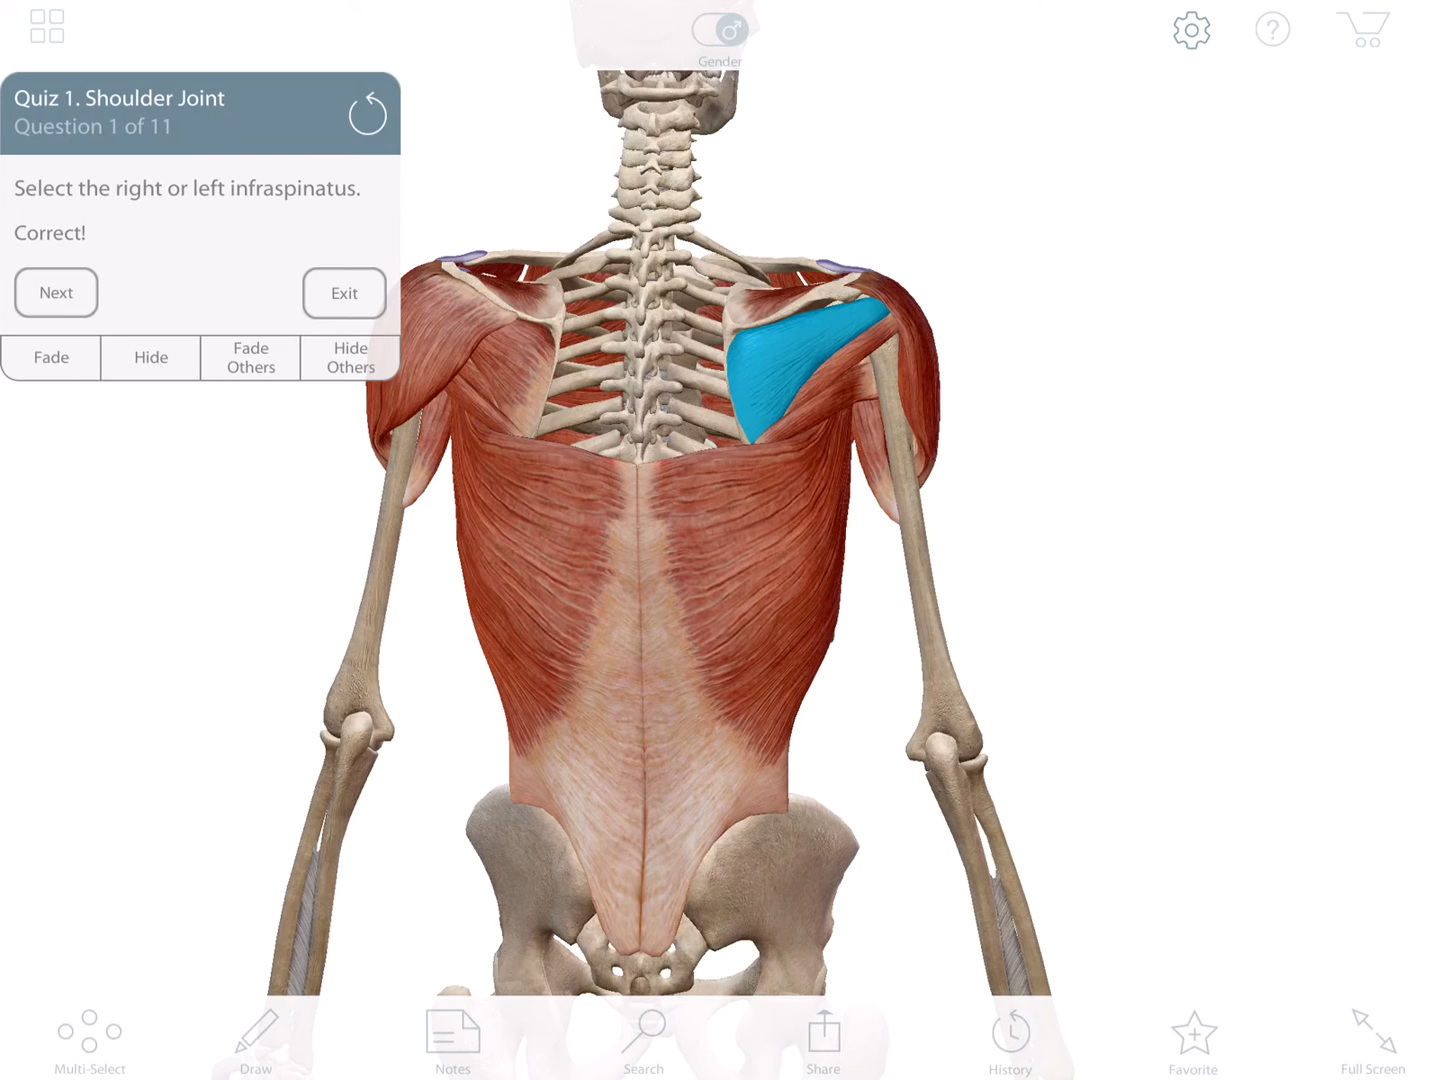 Gender
Quiz 1. Shoulder Joint
Question 1 of 11
Select the right or left infraspinatus.
Correct!
Next
Exit
Fade
Hide
Fade
Others
Hide
Others
Multi-Select
Draw
Notes
Search
Share
History
Favorite
Full Screen